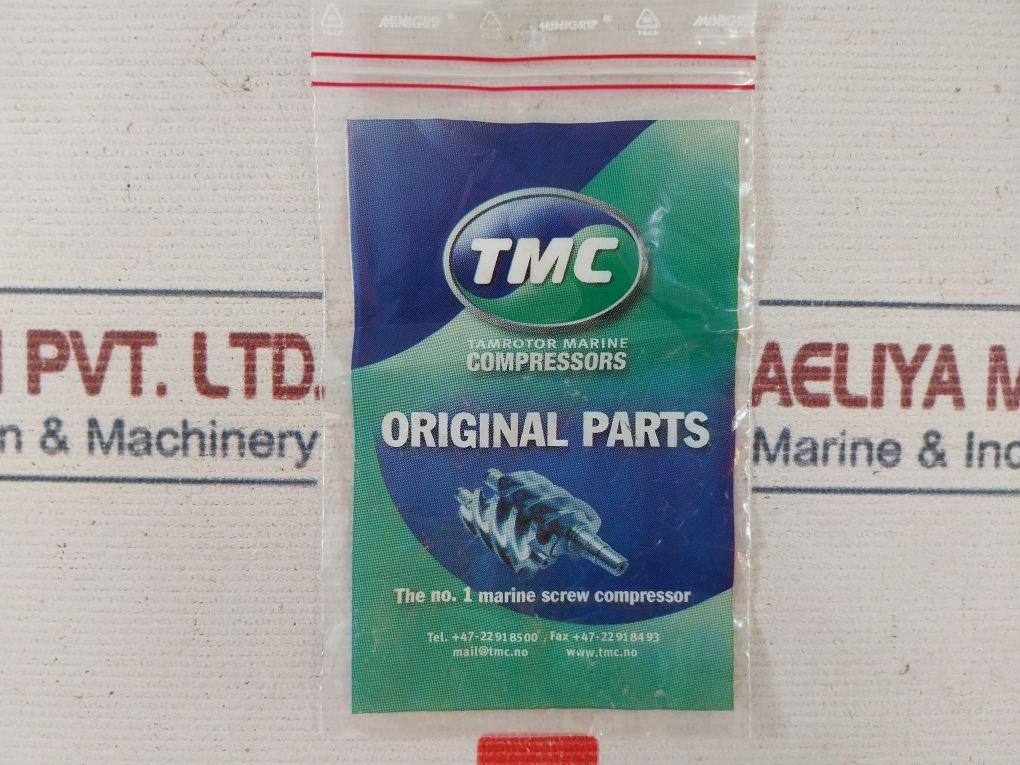 MINIGRIP MINIGRIP ® MINIGRIP
TMC
TAMROTOR MARINE
COMPRESSORS
ORIGINAL PARTS
The no. 1 marine screw compressor
Tel. +47-22918500 Fax +47-22918493
mail@tmc.no www.tmc.no
PVT. LTD.
n & Machinery
AELIYA M
Marine & Ind